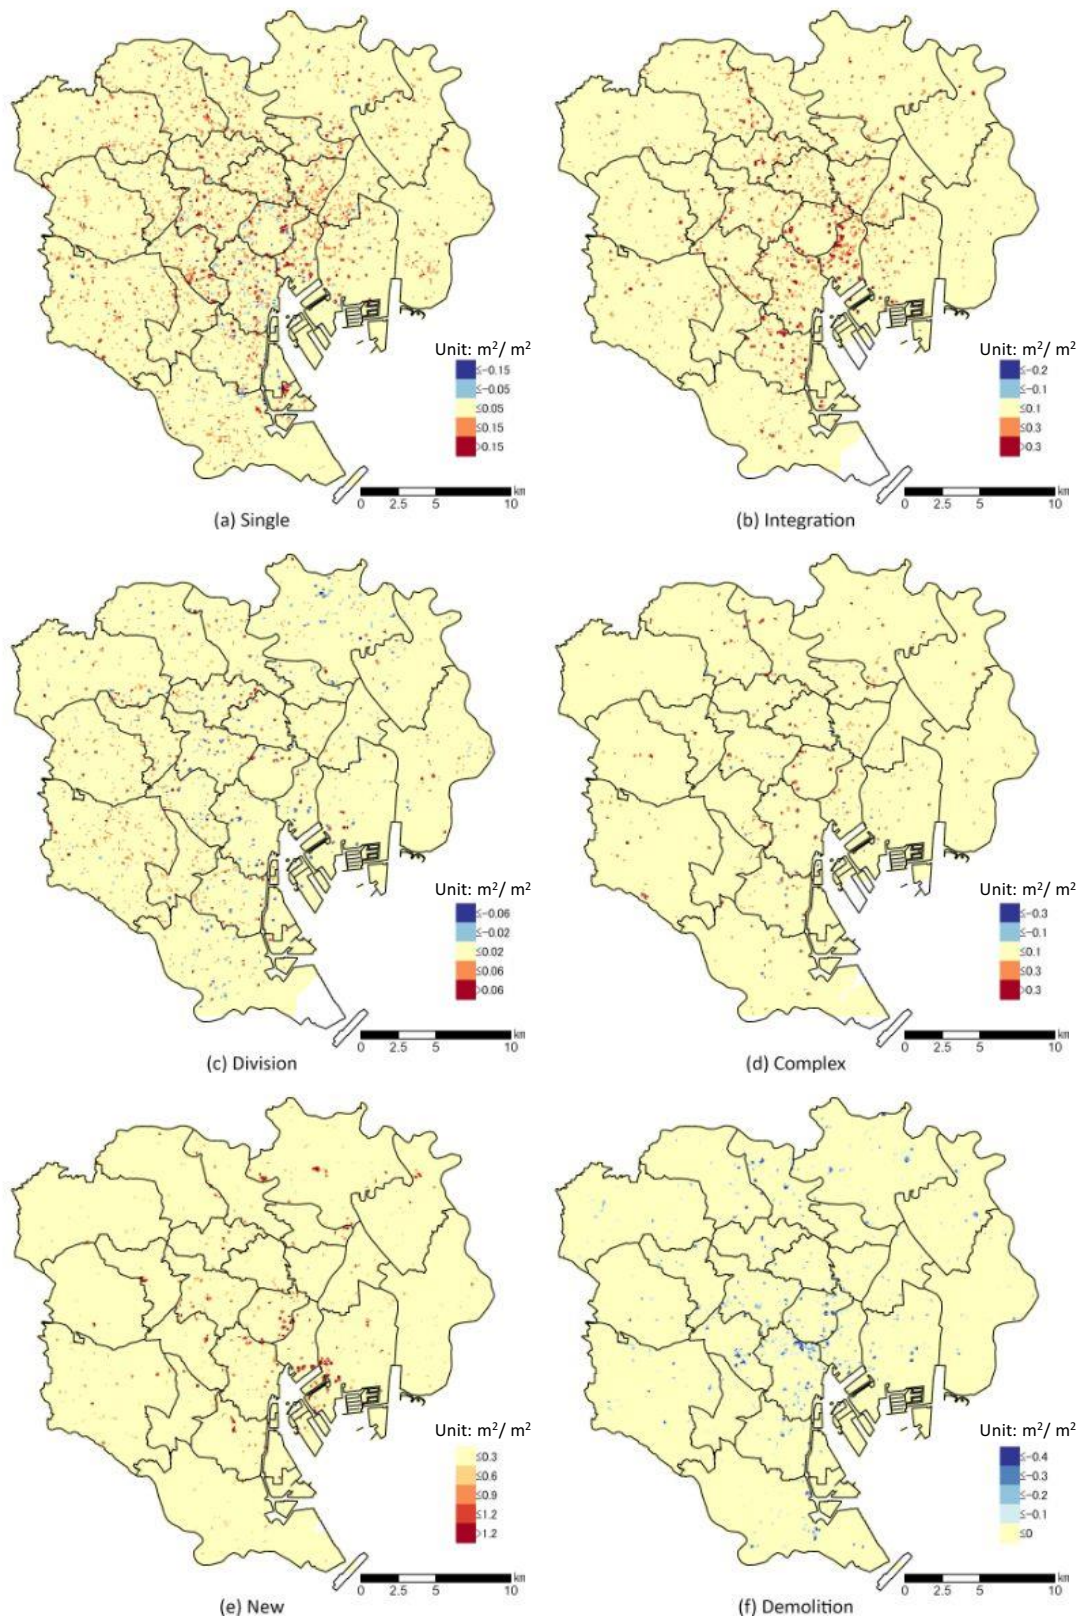 Unit: m²/ m²
≤-0.15
≤-0.05
≤0.05
≤0.15
>0.15
km
0 2.5 5 10
(a) Single
Unit: m²/ m²
≤-0.2
≤-0.1
≤0.1
≤0.3
>0.3
km
0 2.5 5 10
(b) Integration
Unit: m²/ m²
≤-0.06
≤-0.02
≤0.02
≤0.06
>0.06
km
0 2.5 5 10
(c) Division
Unit: m²/ m²
≤-0.3
≤-0.1
≤0.1
≤0.3
>0.3
km
0 2.5 5 10
(d) Complex
Unit: m²/ m²
≤0.3
≤0.6
≤0.9
≤1.2
>1.2
km
0 2.5 5 10
(e) New
Unit: m²/ m²
≤-0.4
≤-0.3
≤-0.2
≤-0.1
≤0
km
0 2.5 5 10
(f) Demolition